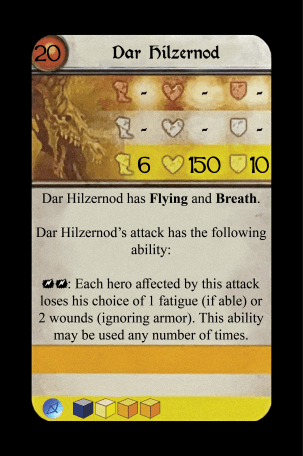 20 Dar Hilzernod
- - -
- - -
6 150 10
Dar Hilzernod has Flying and Breath.
Dar Hilzernod's attack has the following
ability:
: Each hero affected by this attack
loses his choice of 1 fatigue (if able) or
2 wounds (ignoring armor). This ability
may be used any number of times.